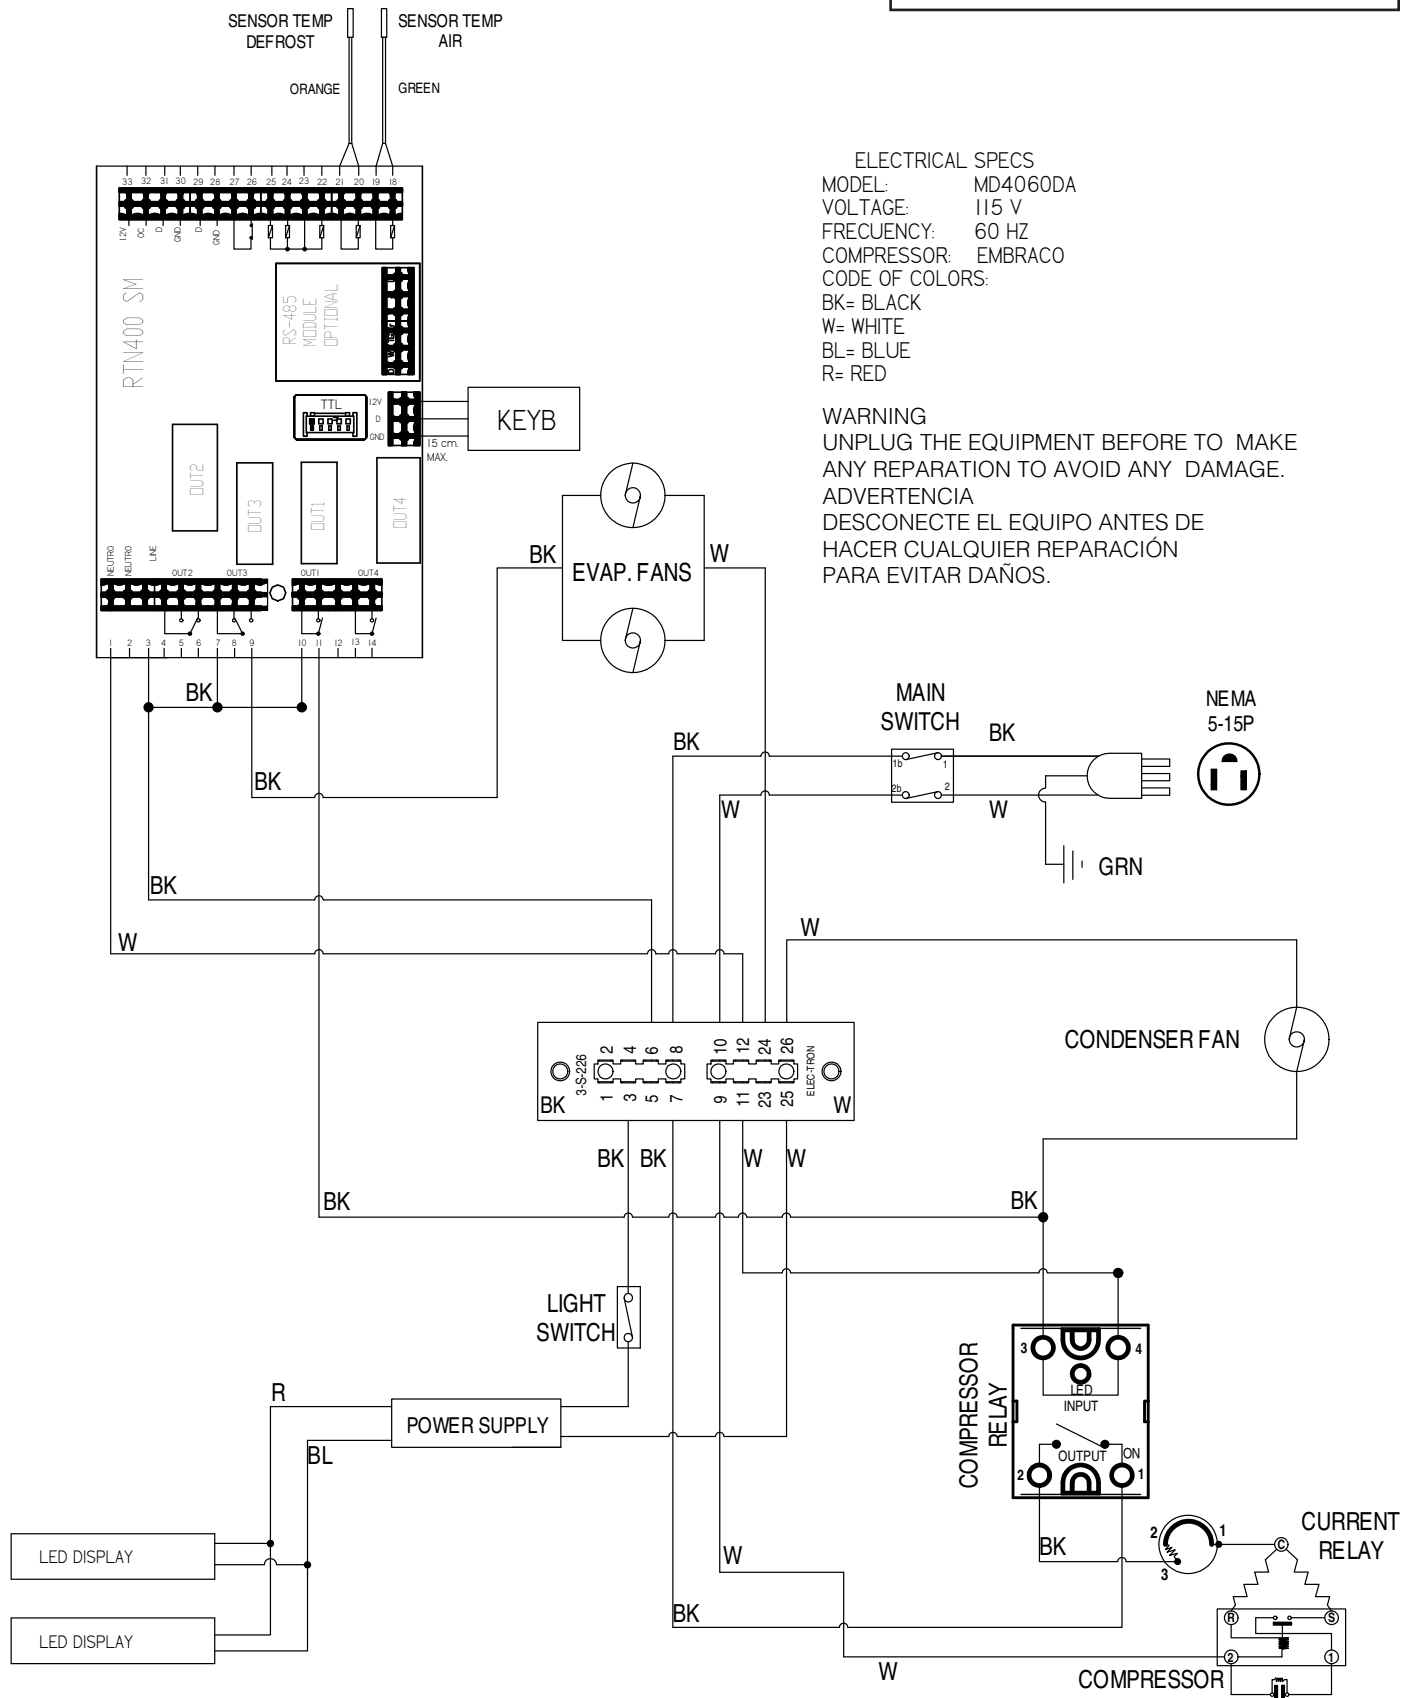 SENSOR TEMP
DEFROST
SENSOR TEMP
AIR
ORANGE
GREEN
33 32 31 30 29 28 27 26 25 24 23 22 21 20 19 18
12V OC D GND D GND
RTN400 SM
RS-485
MODULE
OPTIONAL
TTL
12V
D
GND
15 cm.
MAX.
KEYB
OUT2
OUT3
OUT1
OUT4
NEUTRO
NEUTRO
LINE
OUT2 OUT3 OUT1 OUT4
1 2 3 4 5 6 7 8 9 10 11 12 13 14
ELECTRICAL SPECS
MODEL: MD4060DA
VOLTAGE: 115 V
FRECUENCY: 60 HZ
COMPRESSOR: EMBRACO
CODE OF COLORS:
BK= BLACK
W= WHITE
BL= BLUE
R= RED
WARNING
UNPLUG THE EQUIPMENT BEFORE TO MAKE
ANY REPARATION TO AVOID ANY DAMAGE.
ADVERTENCIA
DESCONECTE EL EQUIPO ANTES DE
HACER CUALQUIER REPARACIÓN
PARA EVITAR DAÑOS.
BK
EVAP. FANS
W
BK
BK
BK
W
MAIN
SWITCH
1b 1
2b 2
BK
W
BK
W
NEMA
5-15P
GRN
W
CONDENSER FAN
3-S-226
2 4 6 8 10 12 24 26
1 3 5 7 9 11 23 25
ELEC-TRON
BK
W
BK BK W W
BK
BK
LIGHT
SWITCH
POWER SUPPLY
R
BL
LED DISPLAY
LED DISPLAY
COMPRESSOR
RELAY
3 4
LED
INPUT
OUTPUT ON
2 1
BK
W
BK
W
2 1
3
CURRENT
RELAY
C
R S
2 1
COMPRESSOR